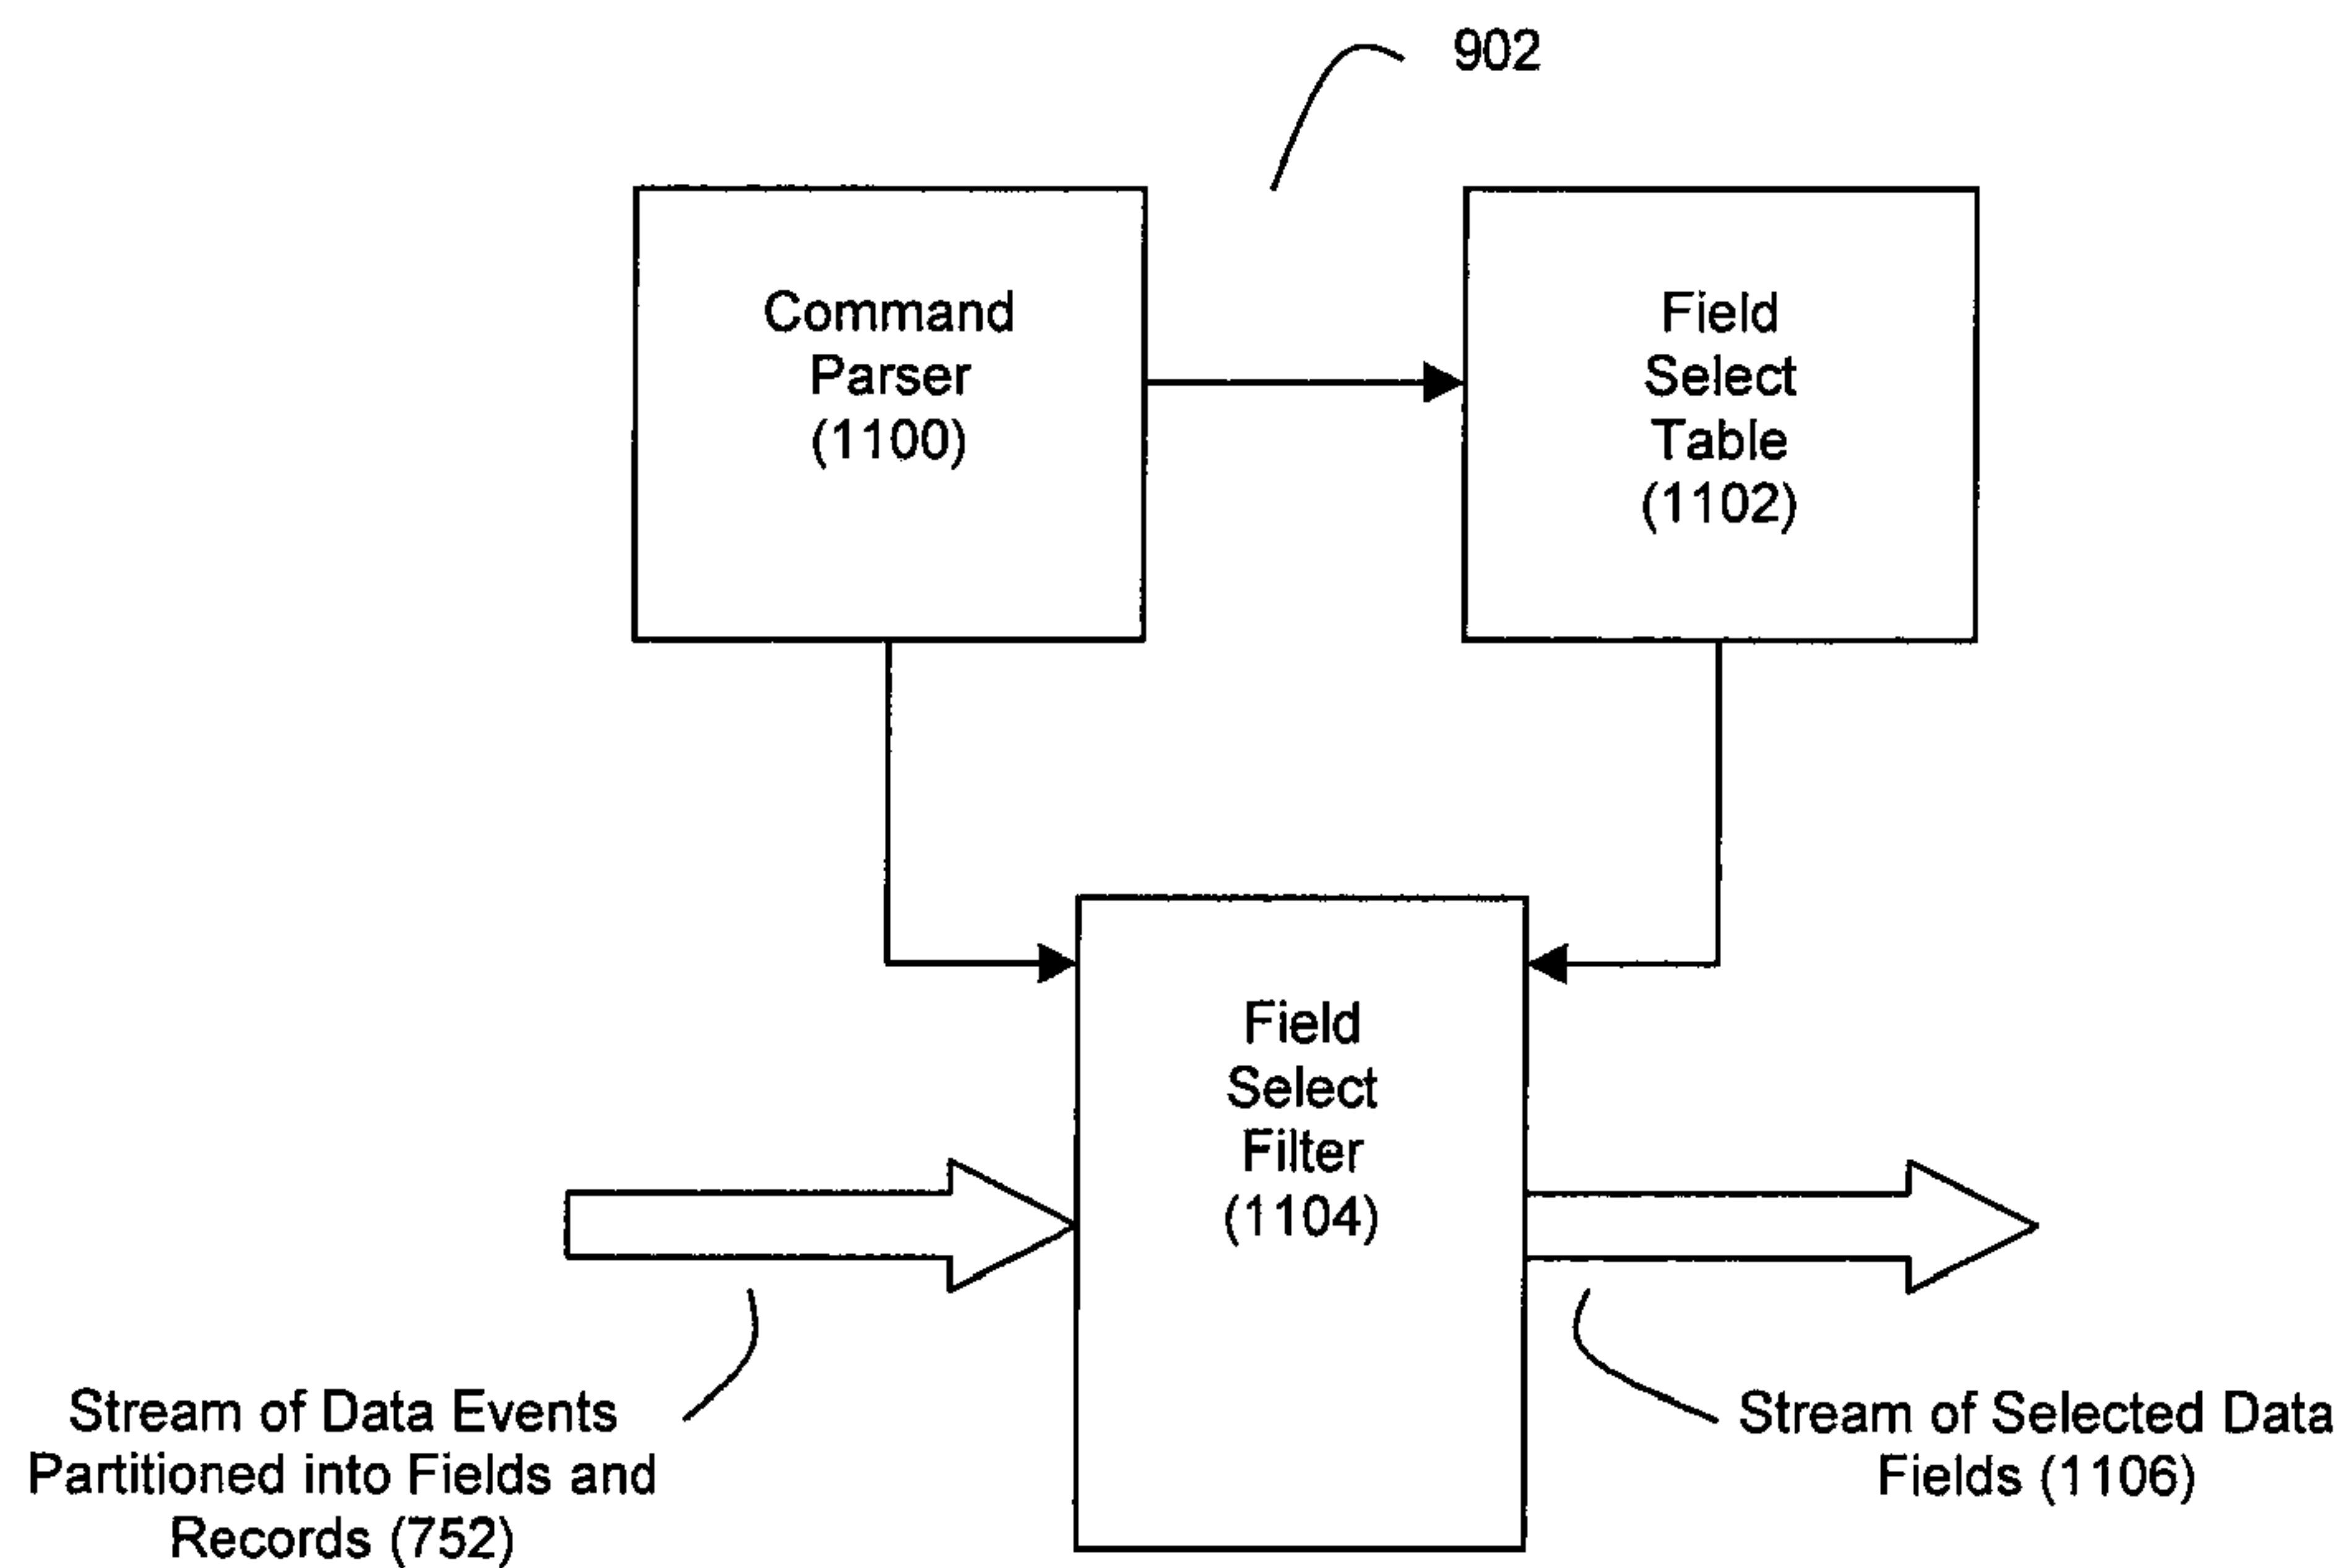 902
Command
Parser
(1100)
Field
Select
Table
(1102)
Field
Select
Filter
(1104)
Stream of Data Events
Partitioned into Fields and
Records (752)
Stream of Selected Data
Fields (1106)